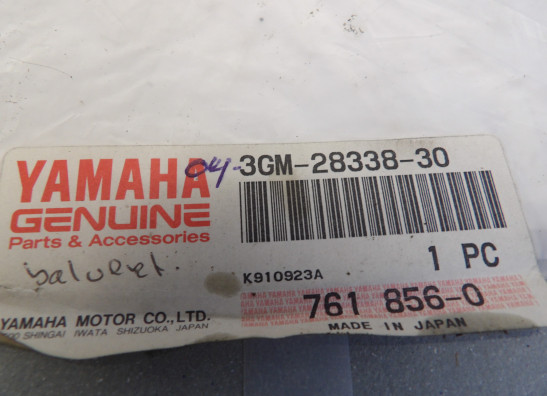 YAMAHA
GENUINE
Parts & Accessories
04-3GM-28338-30
K910923A
1 PC
761 856-0
YAMAHA MOTOR CO., LTD.
SHINGAI IWATA SHIZUOKA JAPAN
MADE IN JAPAN